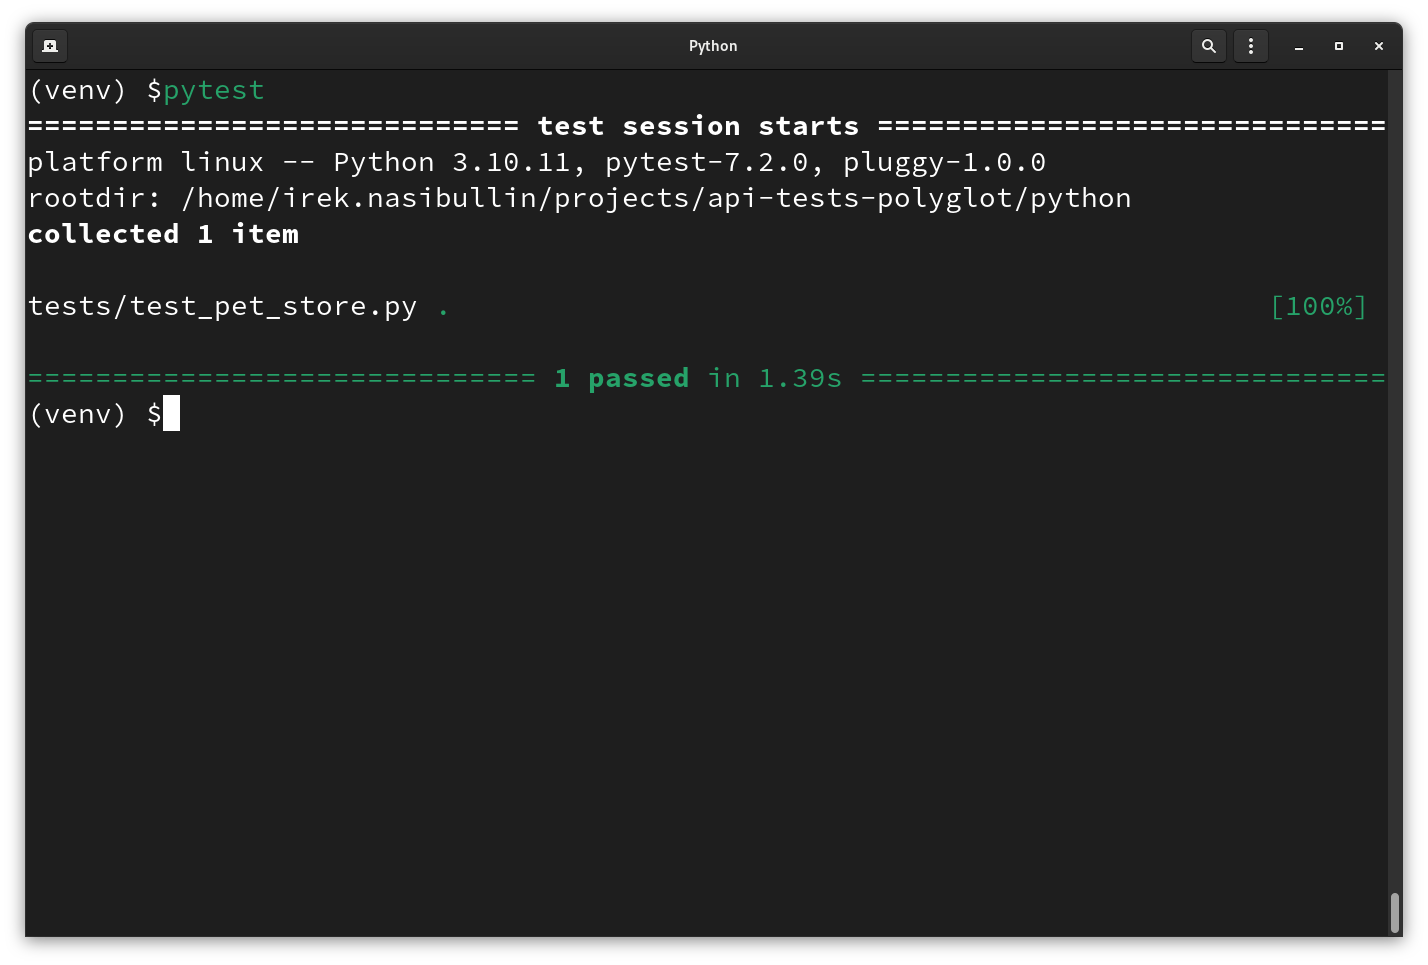 Python
(venv) $pytest
============================= test session starts ==============================
platform linux -- Python 3.10.11, pytest-7.2.0, pluggy-1.0.0
rootdir: /home/irek.nasibullin/projects/api-tests-polyglot/python
collected 1 item
tests/test_pet_store.py . [100%]
============================== 1 passed in 1.39s ===============================
(venv) $